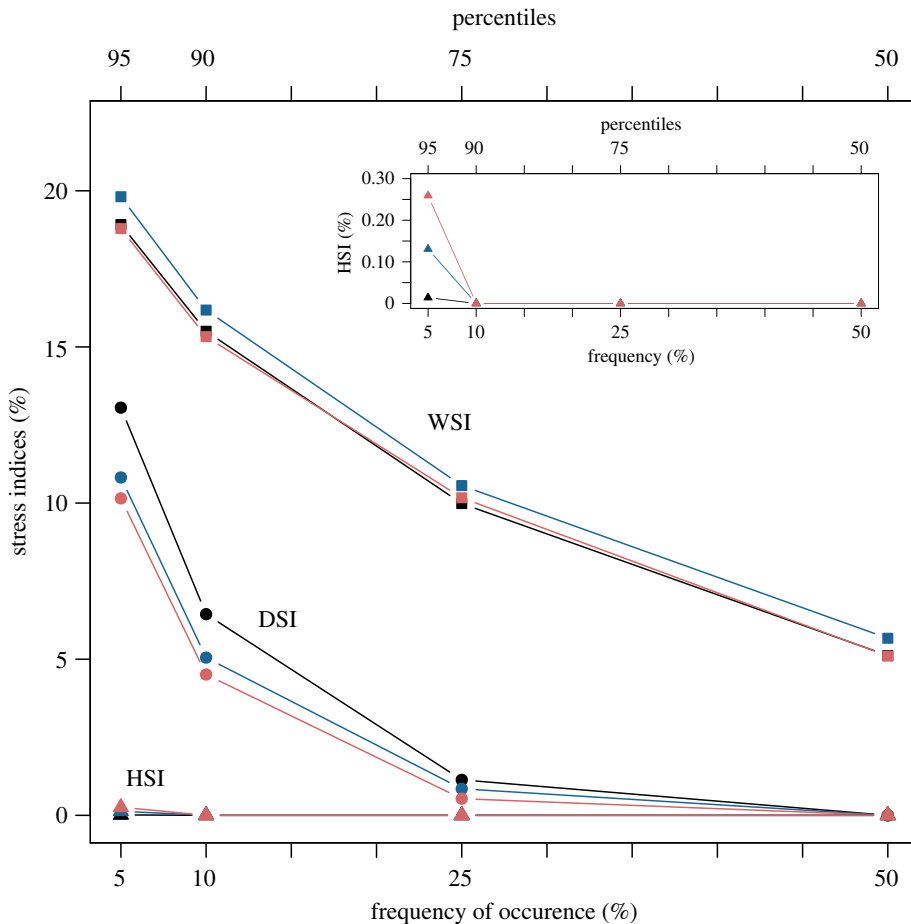 percentiles
95 90 75 50
percentiles
95 90 75 50
0.30
0.20
0.10
0
HSI (%)
5 10 25 50
frequency (%)
20
15
10
5
0
stress indices (%)
WSI
DSI
HSI
5 10 25 50
frequency of occurence (%)